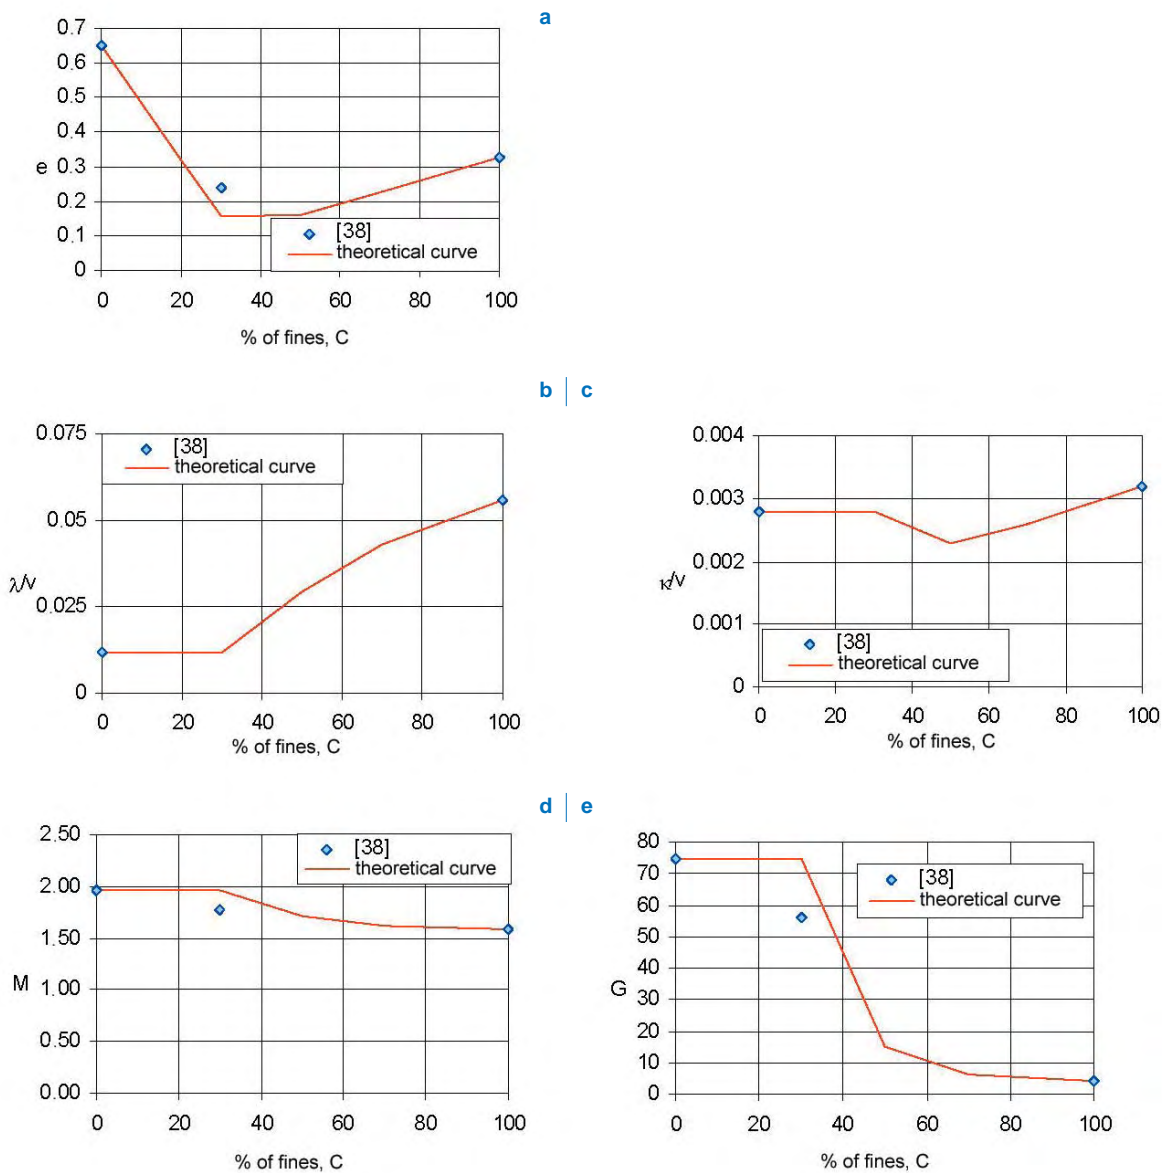 a
0.7
0.6
0.5
0.4
0.3
0.2
0.1
0
e
[38]
theoretical curve
0 20 40 60 80 100
% of fines, C
b | c
0.075
0.05
0.025
0
λ/v
[38]
theoretical curve
0 20 40 60 80 100
% of fines, C
0.004
0.003
0.002
0.001
0
κ/v
[38]
theoretical curve
0 20 40 60 80 100
% of fines, C
d | e
2.50
2.00
1.50
1.00
0.50
0.00
M
[38]
theoretical curve
0 20 40 60 80 100
% of fines, C
80
70
60
50
40
30
20
10
0
G
[38]
theoretical curve
0 20 40 60 80 100
% of fines, C